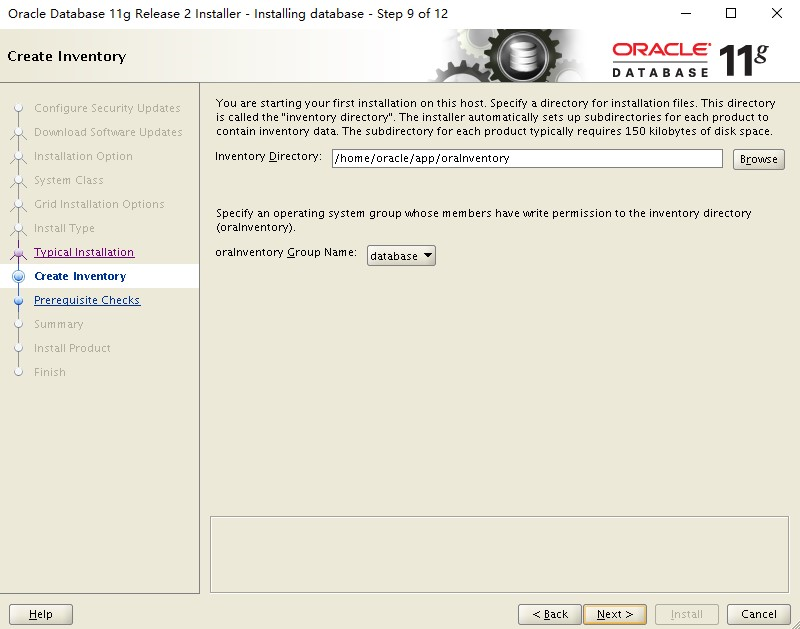 Oracle Database 11g Release 2 Installer - Installing database - Step 9 of 12
Create Inventory
ORACLE
DATABASE 11g
Configure Security Updates
Download Software Updates
Installation Option
System Class
Grid Installation Options
Install Type
Typical Installation
Create Inventory
Prerequisite Checks
Summary
Install Product
Finish
You are starting your first installation on this host. Specify a directory for installation files. This directory
is called the "inventory directory". The installer automatically sets up subdirectories for each product to
contain inventory data. The subdirectory for each product typically requires 150 kilobytes of disk space.
Inventory Directory: /home/oracle/app/oraInventory Browse
Specify an operating system group whose members have write permission to the inventory directory
(oraInventory).
oraInventory Group Name: database
Help < Back Next > Install Cancel